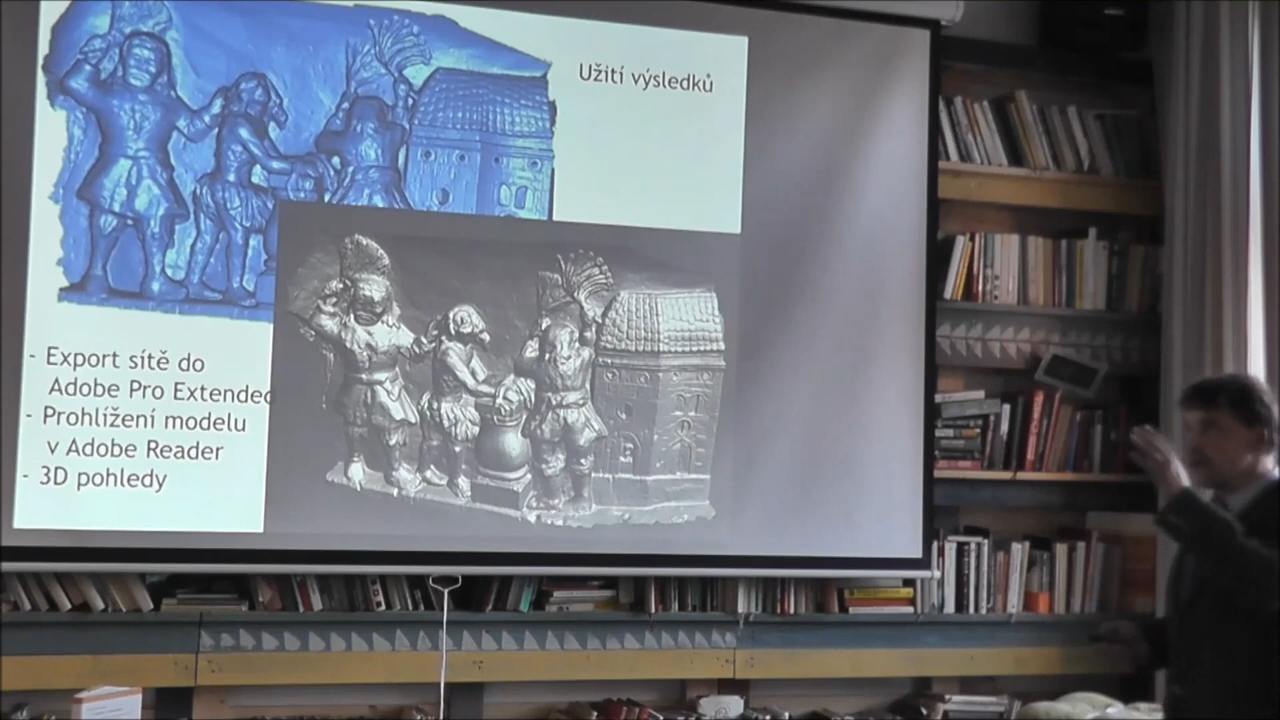 Užití výsledků
- Export sítě do
Adobe Pro Extended
- Prohlížení modelu
v Adobe Reader
- 3D pohledy